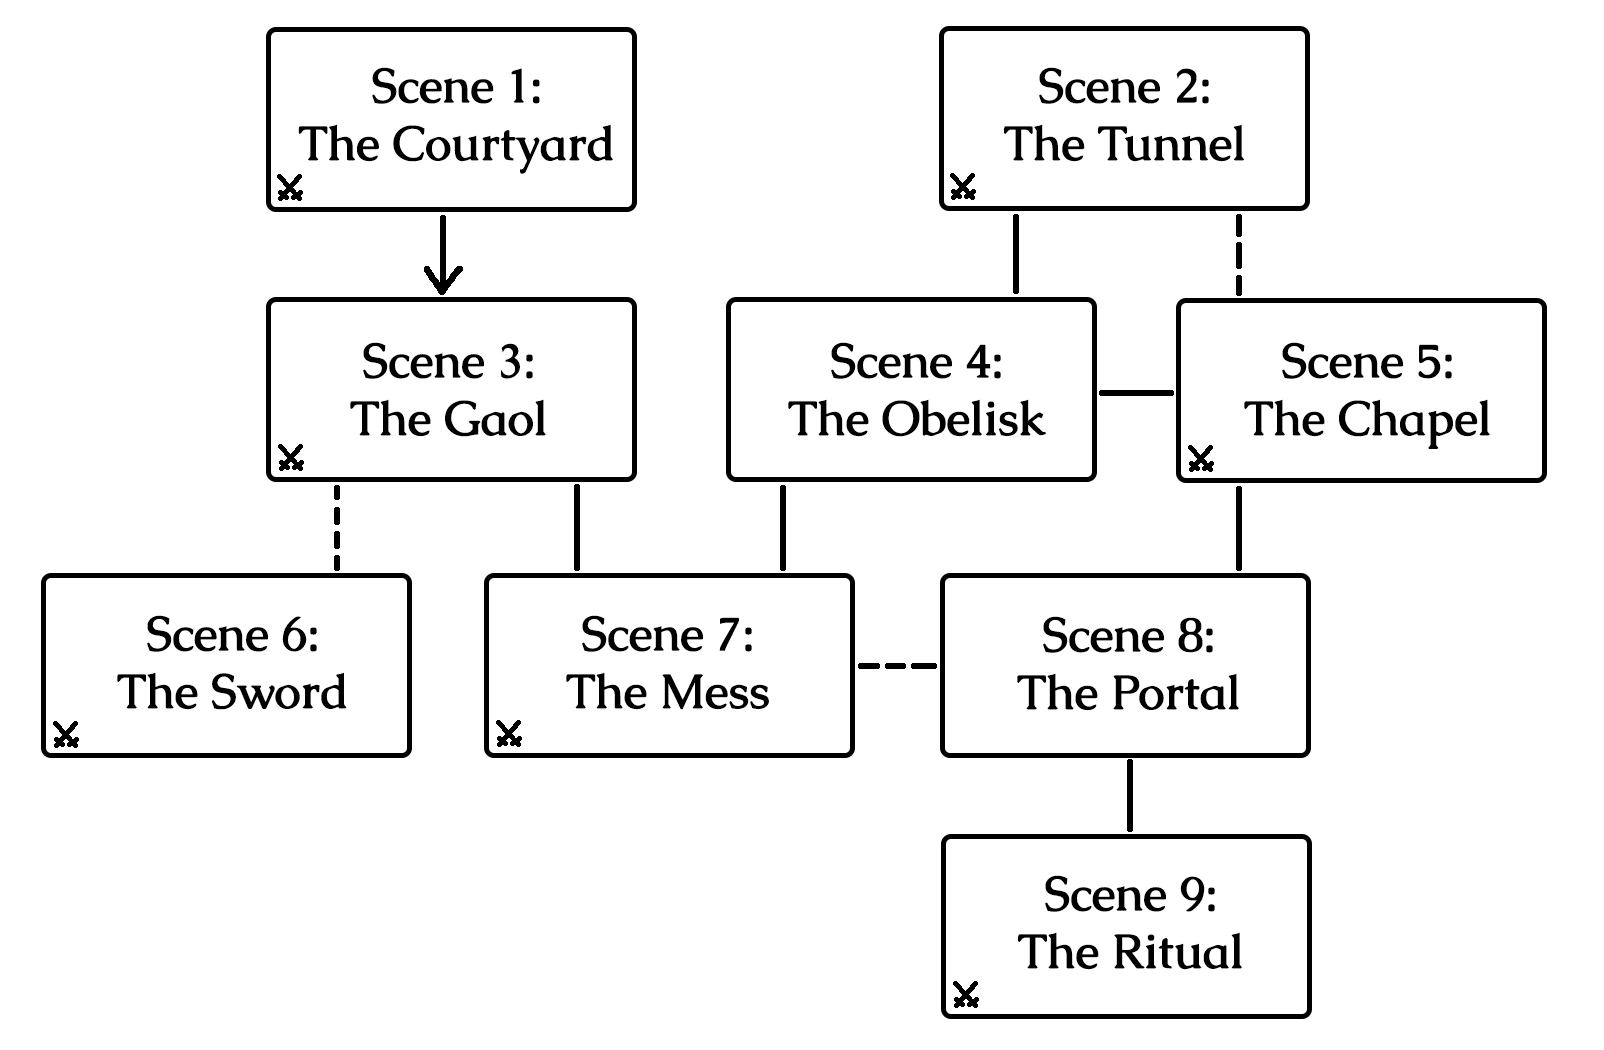 Scene 1:
The Courtyard
Scene 2:
The Tunnel
Scene 3:
The Gaol
Scene 4:
The Obelisk
Scene 5:
The Chapel
Scene 6:
The Sword
Scene 7:
The Mess
Scene 8:
The Portal
Scene 9:
The Ritual